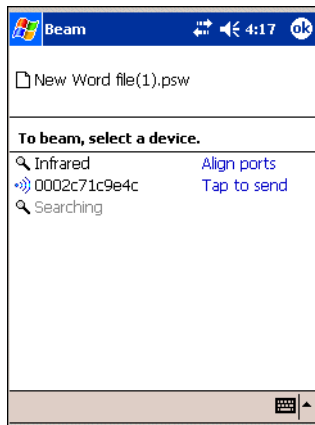 Beam 4:17 ok
New Word file(1).psw
To beam, select a device.
Infrared Align ports
0002c71c9e4c Tap to send
Searching